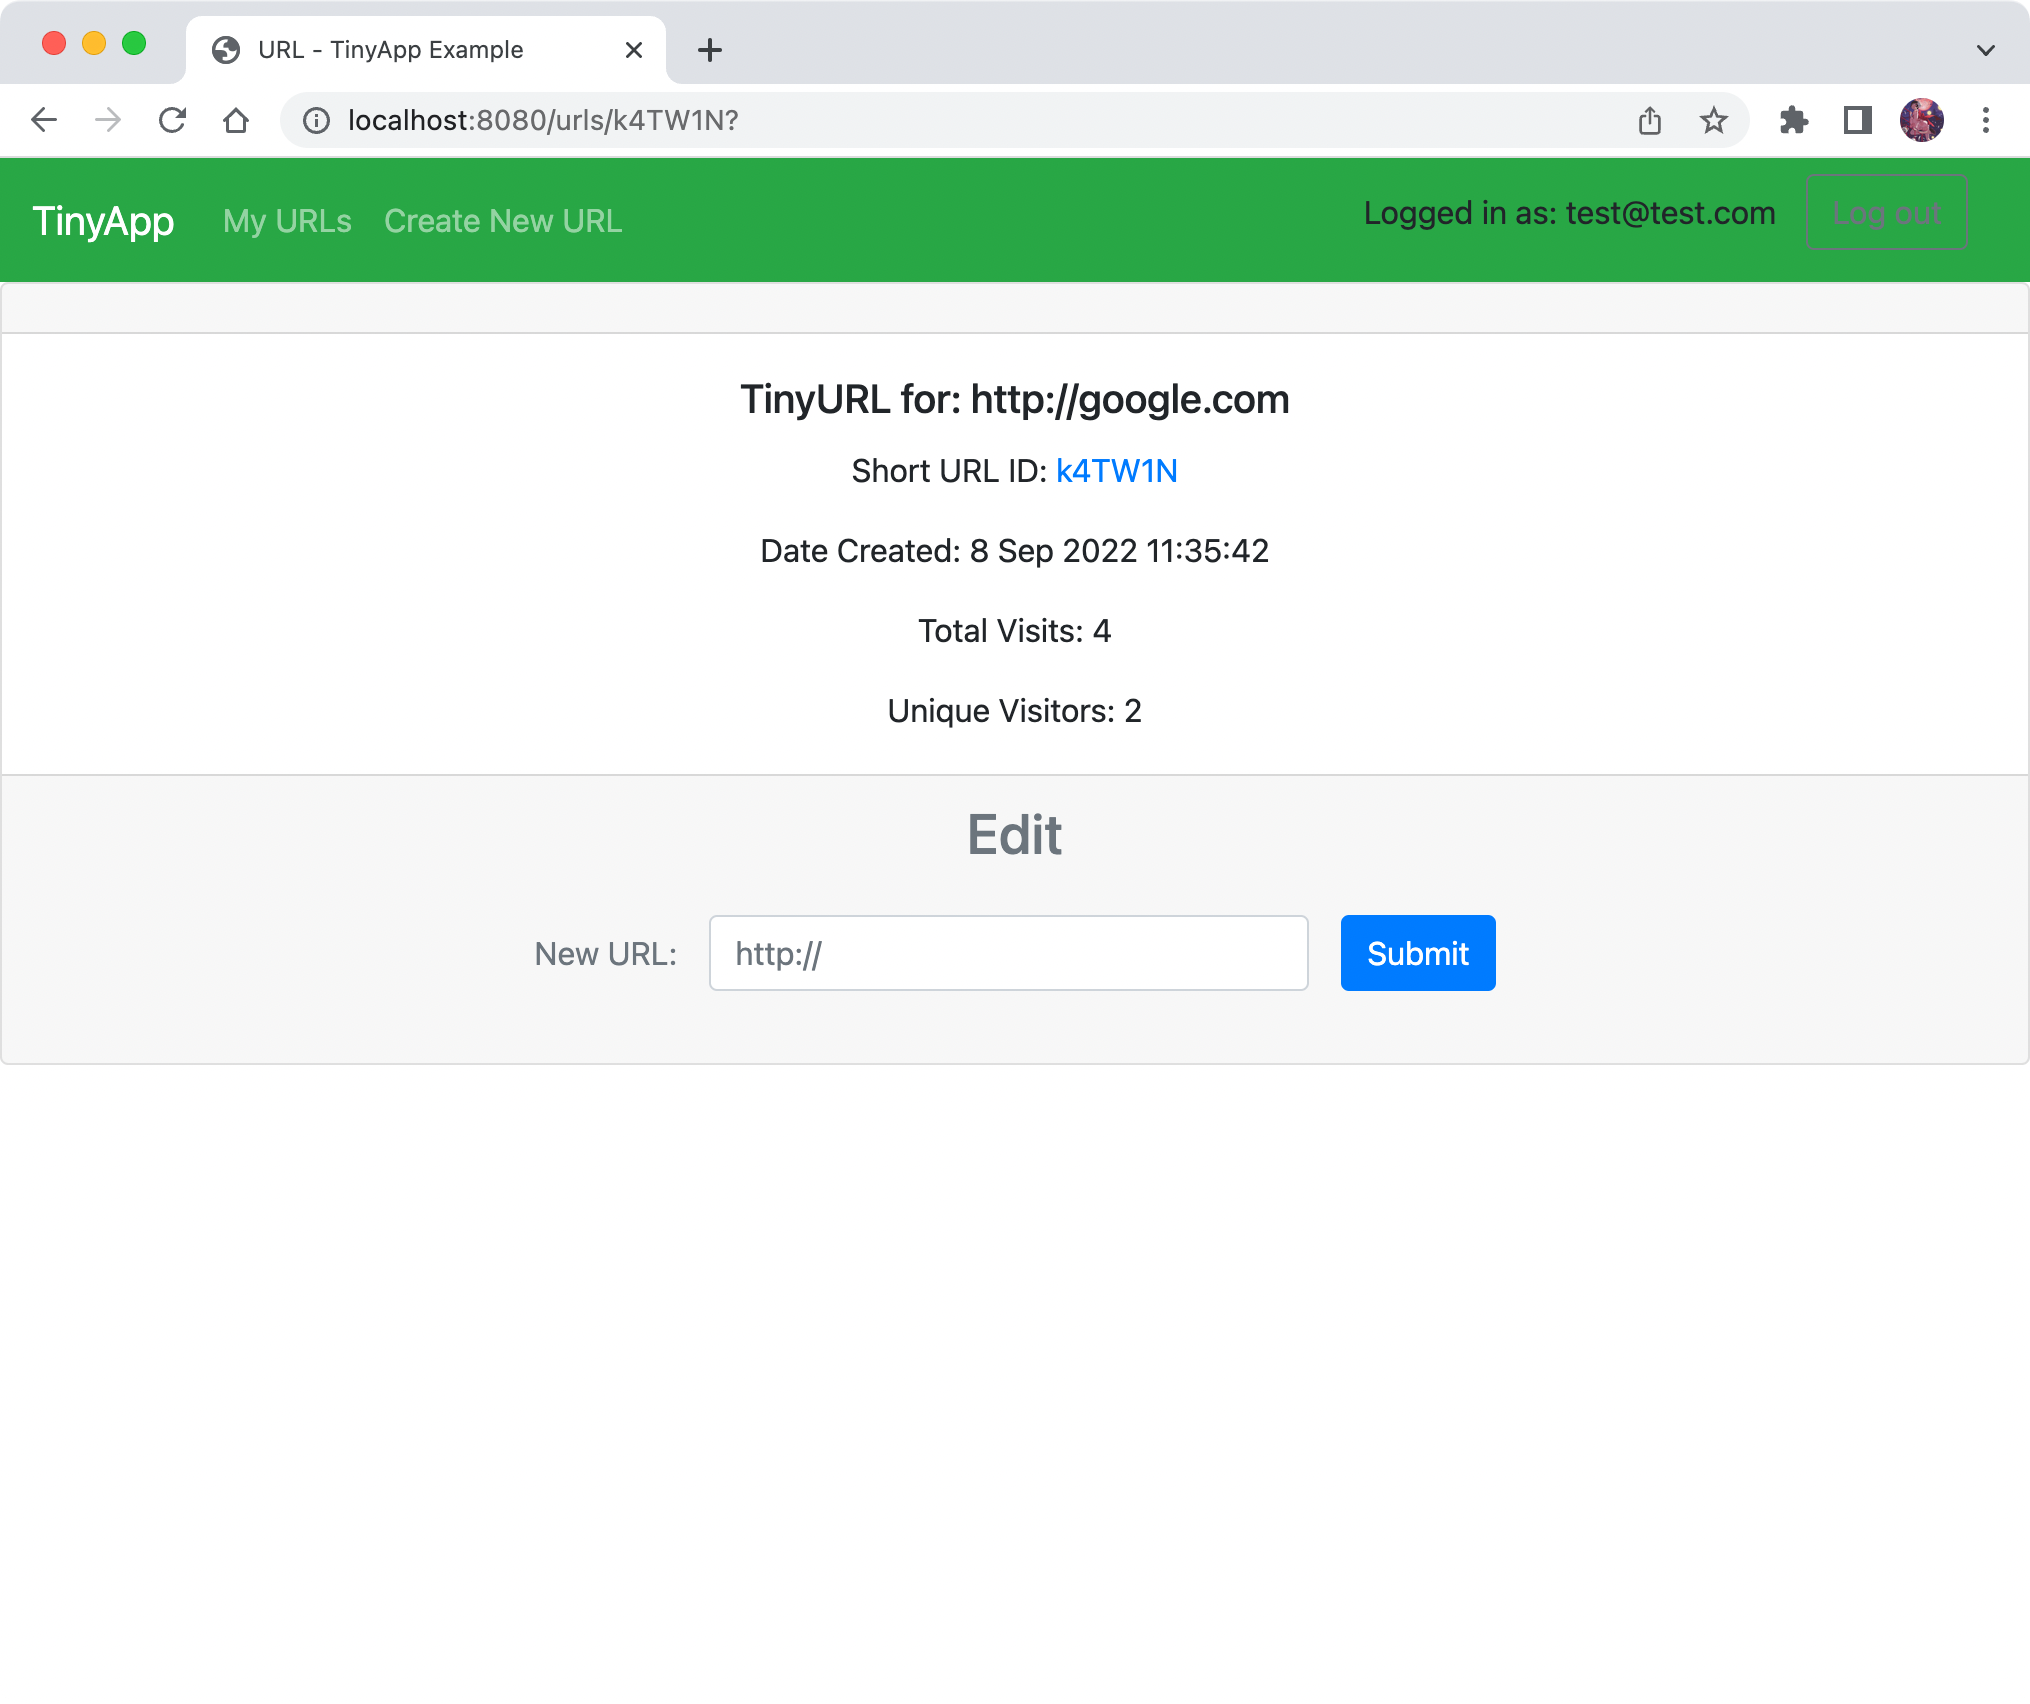 URL - TinyApp Example
localhost:8080/urls/k4TW1N?
TinyApp My URLs Create New URL Logged in as: test@test.com Log out
TinyURL for: http://google.com
Short URL ID: k4TW1N
Date Created: 8 Sep 2022 11:35:42
Total Visits: 4
Unique Visitors: 2
Edit
New URL: http:// Submit